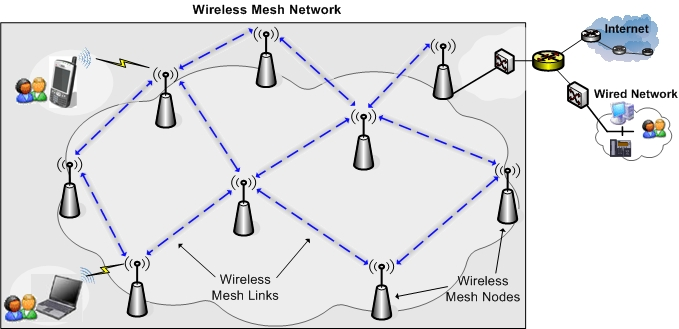 Wireless Mesh Network
Internet
Wired Network
Wireless
Mesh Links
Wireless
Mesh Nodes